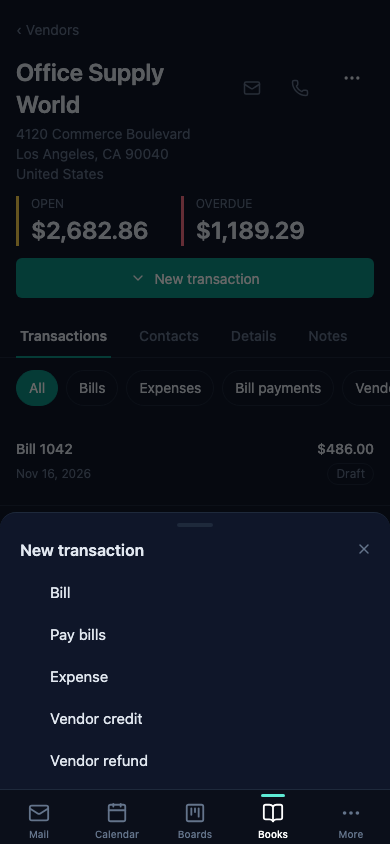 ‹ Vendors
Office Supply
World
4120 Commerce Boulevard
Los Angeles, CA 90040
United States
OPEN
$2,682.86
OVERDUE
$1,189.29
New transaction
Transactions
Contacts
Details
Notes
All
Bills
Expenses
Bill payments
Vend
Bill 1042
$486.00
Nov 16, 2026
Draft
New transaction
Bill
Pay bills
Expense
Vendor credit
Vendor refund
Mail
Calendar
Boards
Books
More